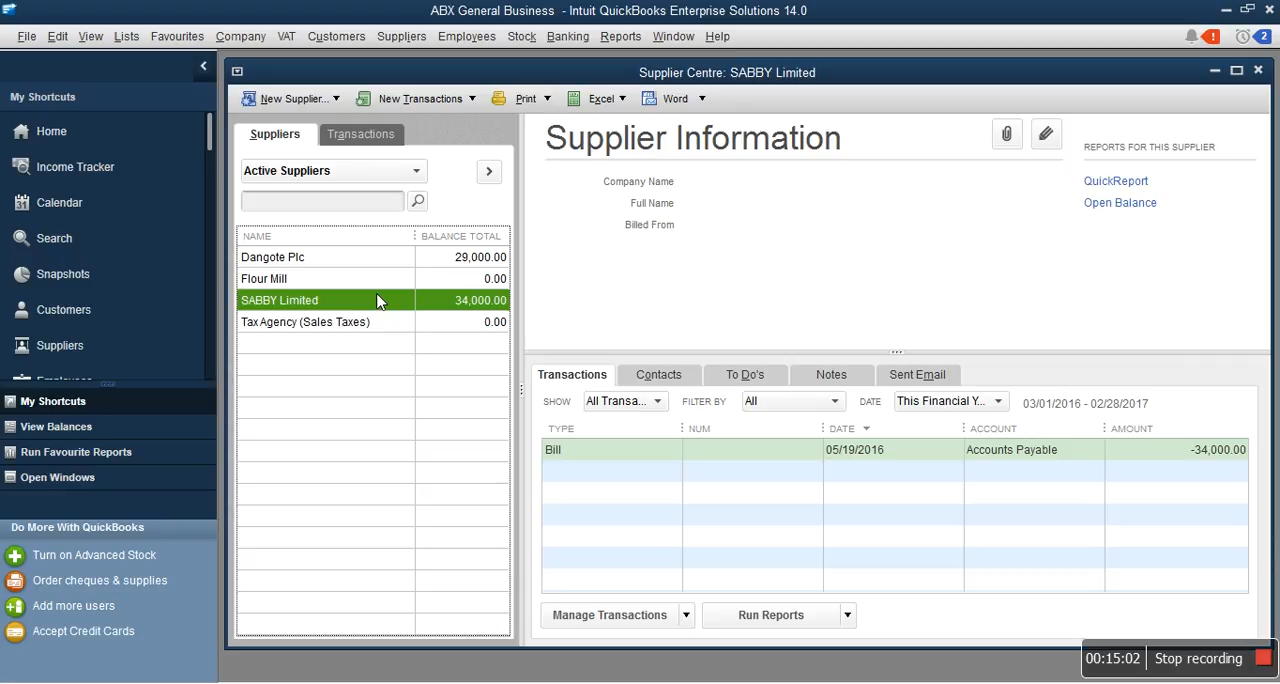 ABX General Business - Intuit QuickBooks Enterprise Solutions 14.0
File Edit View Lists Favourites Company VAT Customers Suppliers Employees Stock Banking Reports Window Help
! 2
Supplier Centre: SABBY Limited
My Shortcuts
Home
Income Tracker
Calendar
31
Search
Snapshots
Customers
Suppliers
My Shortcuts
View Balances
Run Favourite Reports
Open Windows
Do More With QuickBooks
Turn on Advanced Stock
Order cheques & supplies
Add more users
Accept Credit Cards
New Supplier... New Transactions Print Excel Word
Suppliers Transactions
Active Suppliers
NAME BALANCE TOTAL
Dangote Plc 29,000.00
Flour Mill 0.00
SABBY Limited 34,000.00
Tax Agency (Sales Taxes) 0.00
Supplier Information
Company Name
Full Name
Billed From
REPORTS FOR THIS SUPPLIER
QuickReport
Open Balance
Transactions Contacts To Do's Notes Sent Email
SHOW All Transa... FILTER BY All DATE This Financial Y... 03/01/2016 - 02/28/2017
TYPE NUM DATE ACCOUNT AMOUNT
Bill 05/19/2016 Accounts Payable -34,000.00
Manage Transactions Run Reports
00:15:02 Stop recording